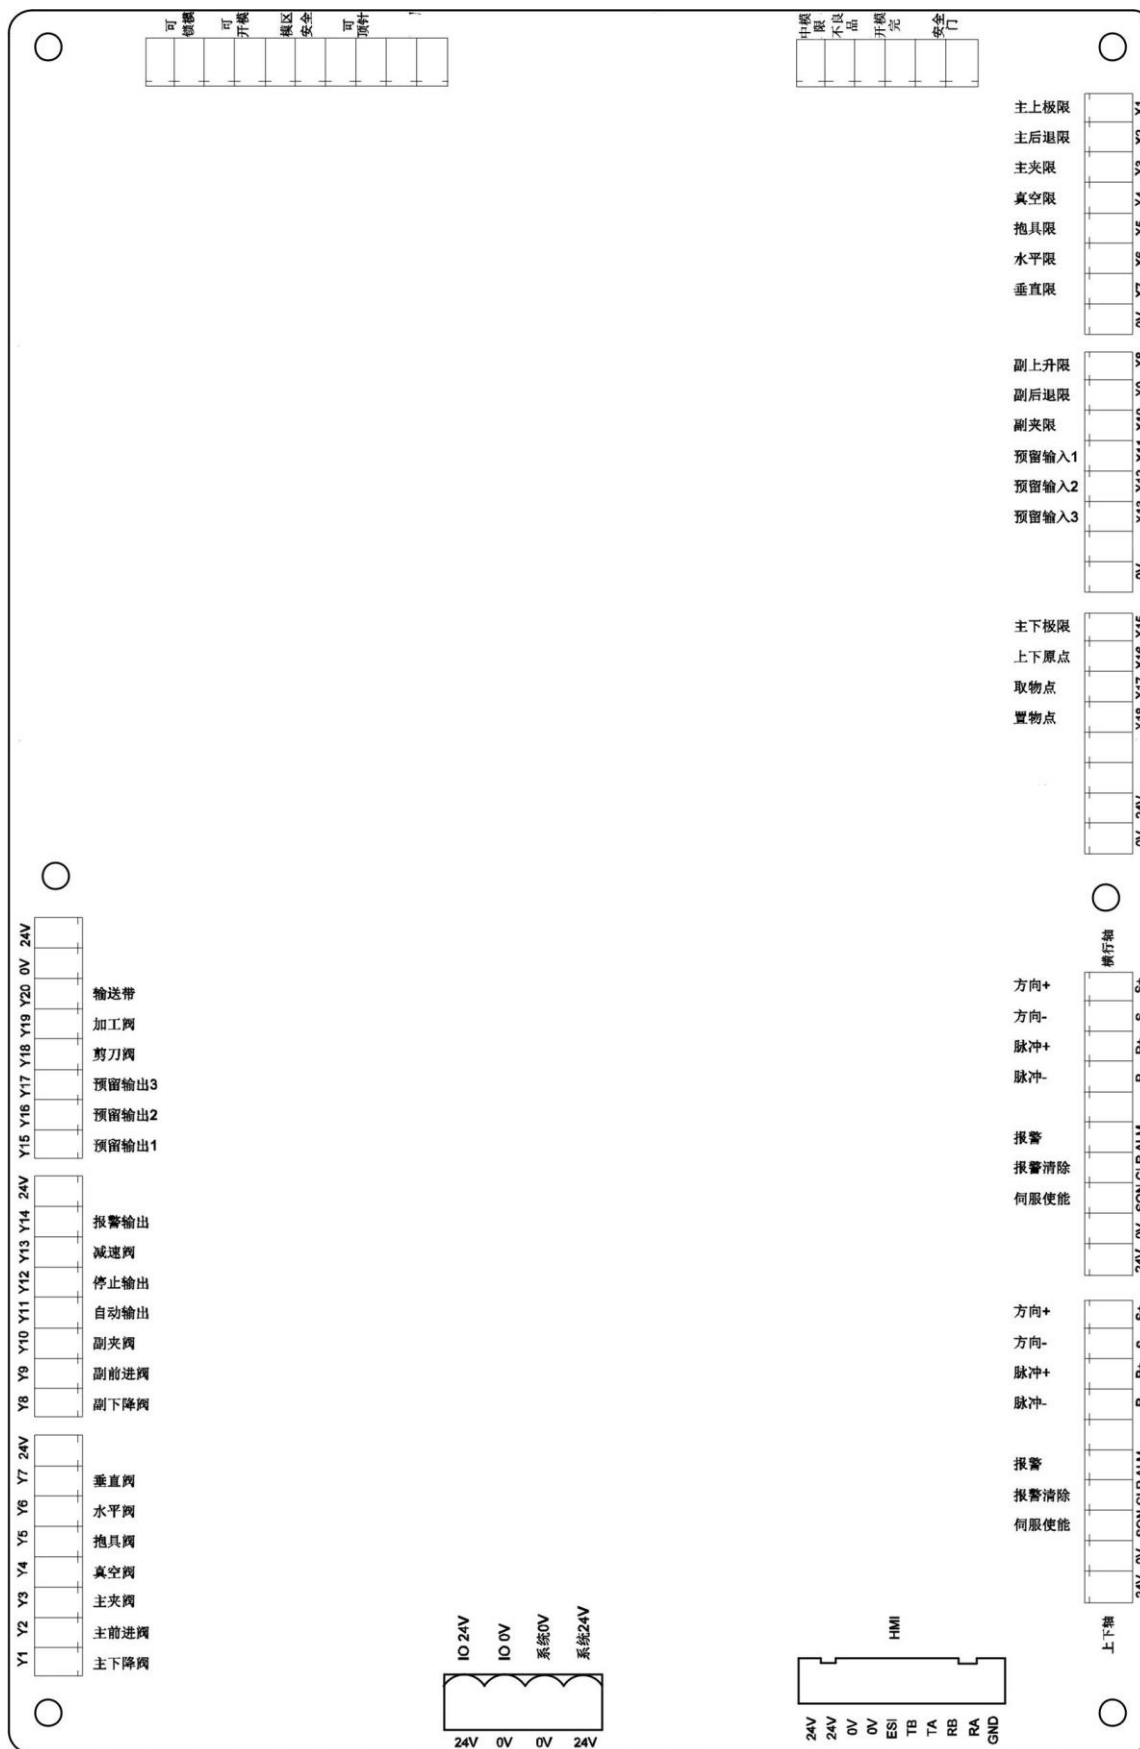 可
锁模
可
开模
模区
安全
可
顶针
中模
限
不良
品
开模
完
安全
门
主上极限
主后退限
主夹限
真空限
抱具限
水平限
垂直限
副上升限
副后退限
副夹限
预留输入1
预留输入2
预留输入3
主下极限
上下原点
取物点
置物点
24V
0V
Y20 输送带
Y19 加工阀
Y18 剪刀阀
Y17 预留输出3
Y16 预留输出2
Y15 预留输出1
24V
Y14 报警输出
Y13 减速阀
Y12 停止输出
Y11 自动输出
Y10 副夹阀
Y9 副前进阀
Y8 副下降阀
24V
Y7 垂直阀
Y6 水平阀
Y5 抱具阀
Y4 真空阀
Y3 主夹阀
Y2 主前进阀
Y1 主下降阀
横行轴
方向+
方向-
脉冲+
脉冲-
报警
报警清除
伺服使能
方向+
方向-
脉冲+
脉冲-
报警
报警清除
伺服使能
上下轴
IO 24V
IO 0V
系统0V
系统24V
24V 0V 0V 24V
HMI
24V
24V
0V
0V
ESI
TB
TA
RB
RA
GND